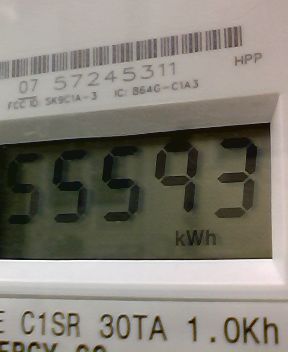 HPP
07 57245311
FCC ID: SK9C1A-3 IC: 864G-C1A3
55593
kWh
E C1SR 30TA 1.0Kh